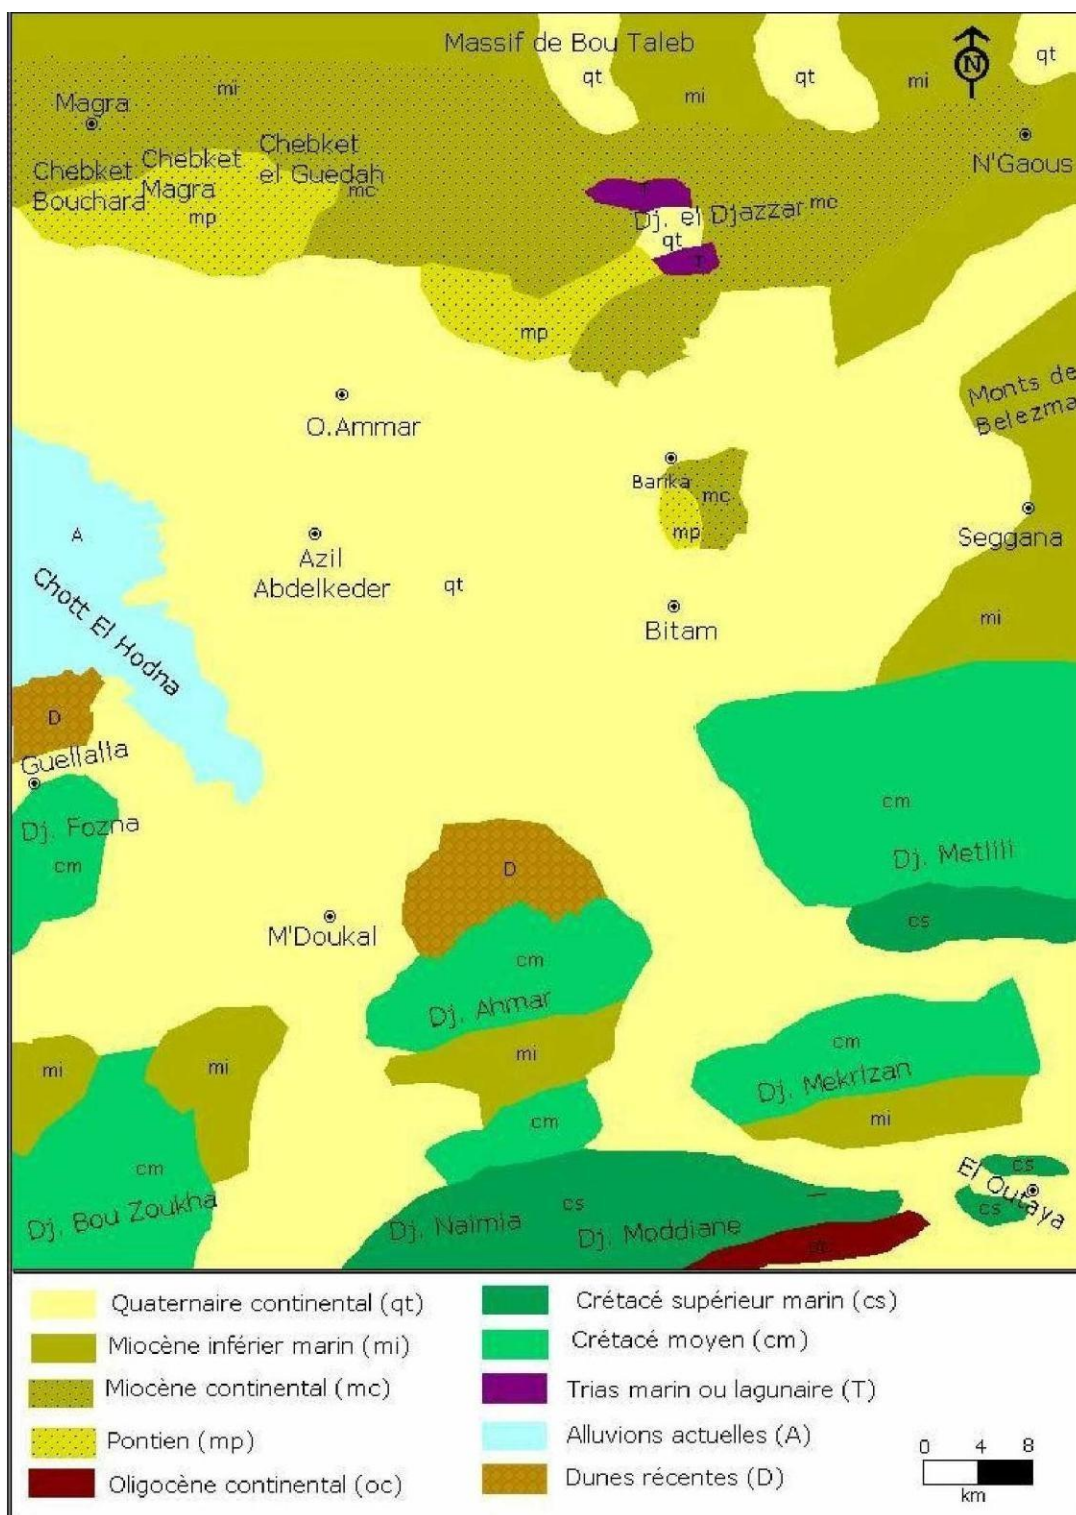 Massif de Bou Taleb
qt
qt
qt
N
mi
mi
mi
Magra
N'Gaous
Chebket
Bouchara
Chebket
Magra
Chebket
el Guedah
mc
mp
T
Dj. el Djazzar
mc
qt
T
mp
Monts de
Belezma
O.Ammar
Barika
mc
mp
Seggana
A
Azil
Abdelkeder
qt
Bitam
mi
Chott El Hodna
D
Guellalla
cm
Dj. Fozna
cm
Dj. Metlili
D
cs
M'Doukal
cm
Dj. Ahmar
cm
mi
mi
mi
Dj. Mekrizan
cm
mi
cm
El Outaya
cs
cs
Dj. Bou Zoukha
Dj. Naimia
cs
Dj. Moddiane
Quaternaire continental (qt)
Miocène inférier marin (mi)
Miocène continental (mc)
Pontien (mp)
Oligocène continental (oc)
Crétacé supérieur marin (cs)
Crétacé moyen (cm)
Trias marin ou lagunaire (T)
Alluvions actuelles (A)
Dunes récentes (D)
0 4 8
km